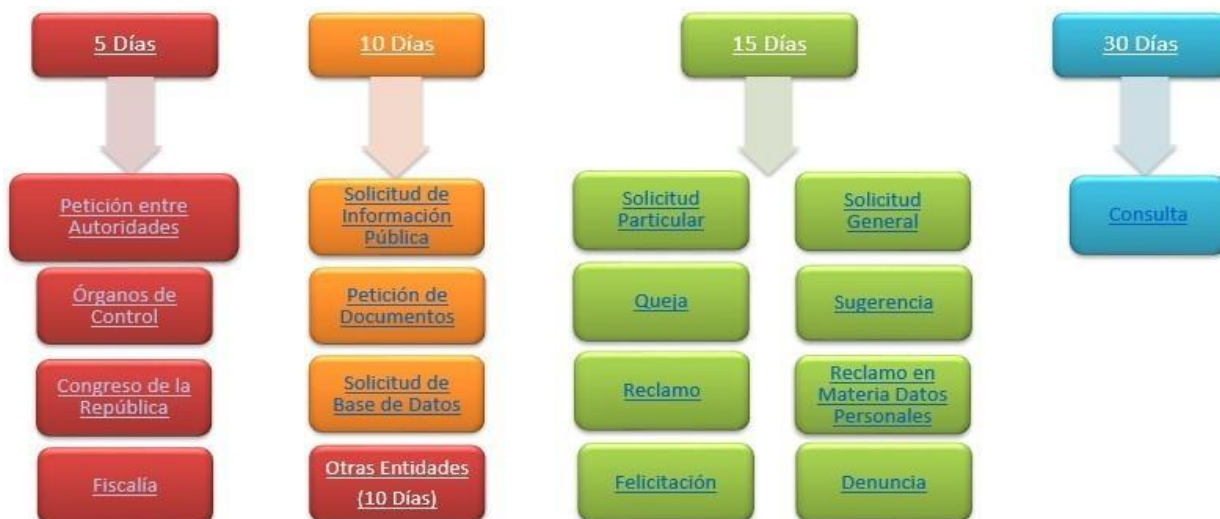 5 Días
10 Días
15 Días
30 Días
Petición entre
Autoridades
Órganos de
Control
Congreso de la
República
Fiscalía
Solicitud de
Información
Pública
Petición de
Documentos
Solicitud de
Base de Datos
Otras Entidades
(10 Días)
Solicitud
Particular
Queja
Reclamo
Felicitación
Solicitud
General
Sugerencia
Reclamo en
Materia Datos
Personales
Denuncia
Consulta